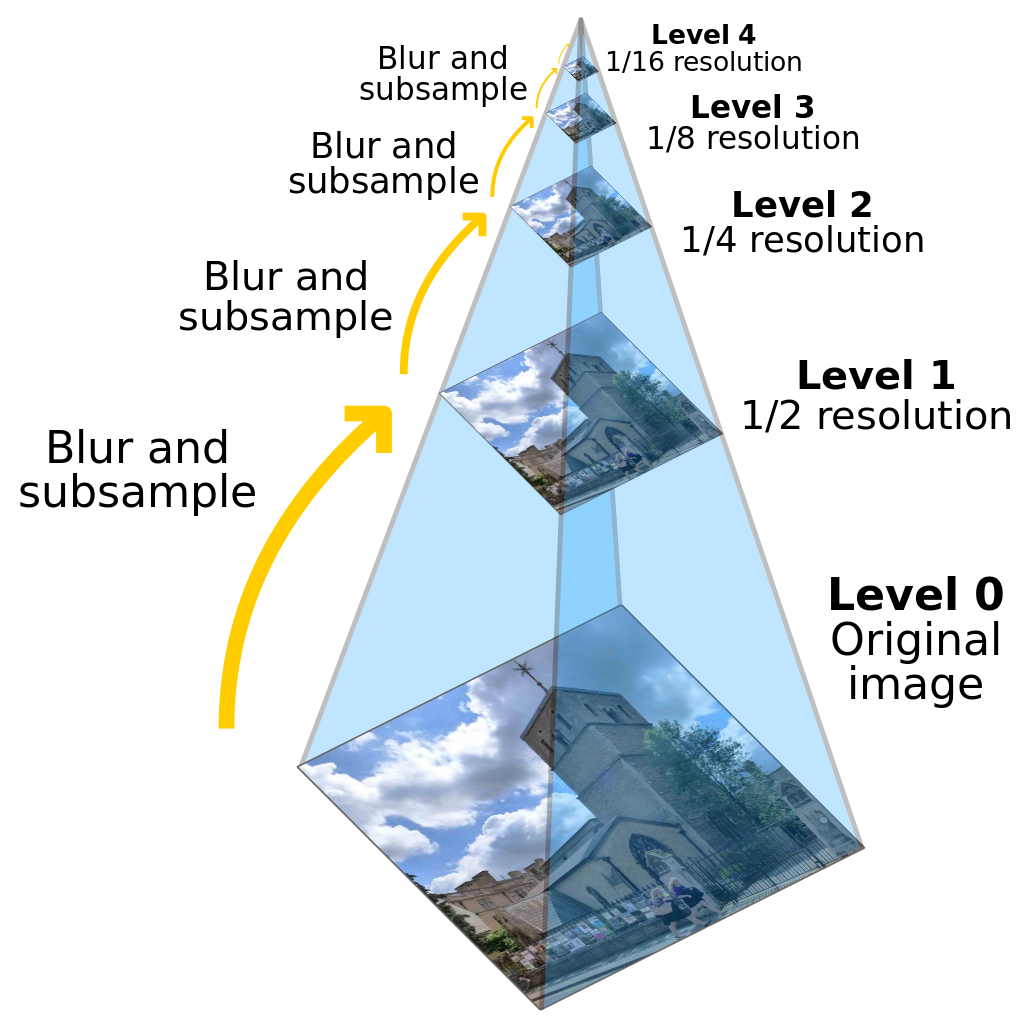 Level 4
1/16 resolution
Blur and
subsample
Level 3
1/8 resolution
Blur and
subsample
Level 2
1/4 resolution
Blur and
subsample
Level 1
1/2 resolution
Blur and
subsample
Level 0
Original
image